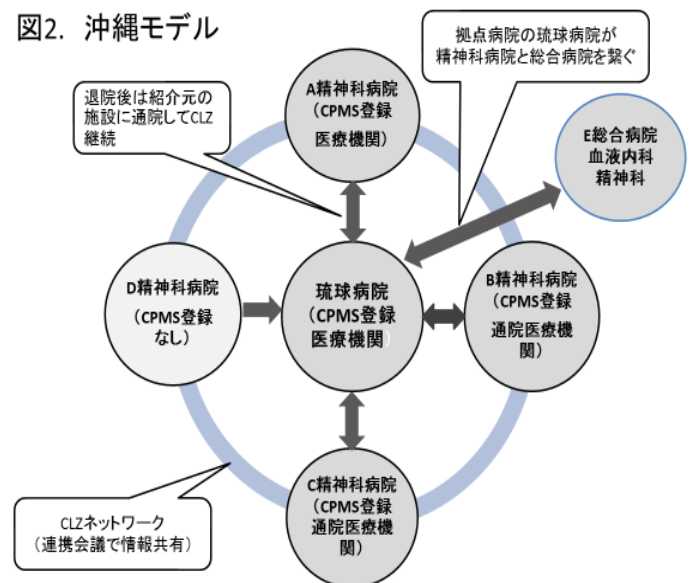 図2. 沖縄モデル
拠点病院の琉球病院が
精神科病院と総合病院を繋ぐ
退院後は紹介元の
施設に通院してCLZ
継続
A精神科病院
(CPMS登録
医療機関)
E総合病院
血液内科
精神科
D精神科病院
(CPMS登録
なし)
琉球病院
(CPMS登録
医療機関)
B精神科病院
(CPMS登録
通院医療機
関)
C精神科病院
(CPMS登録
通院医療機
関)
CLZネットワーク
(連携会議で情報共有)